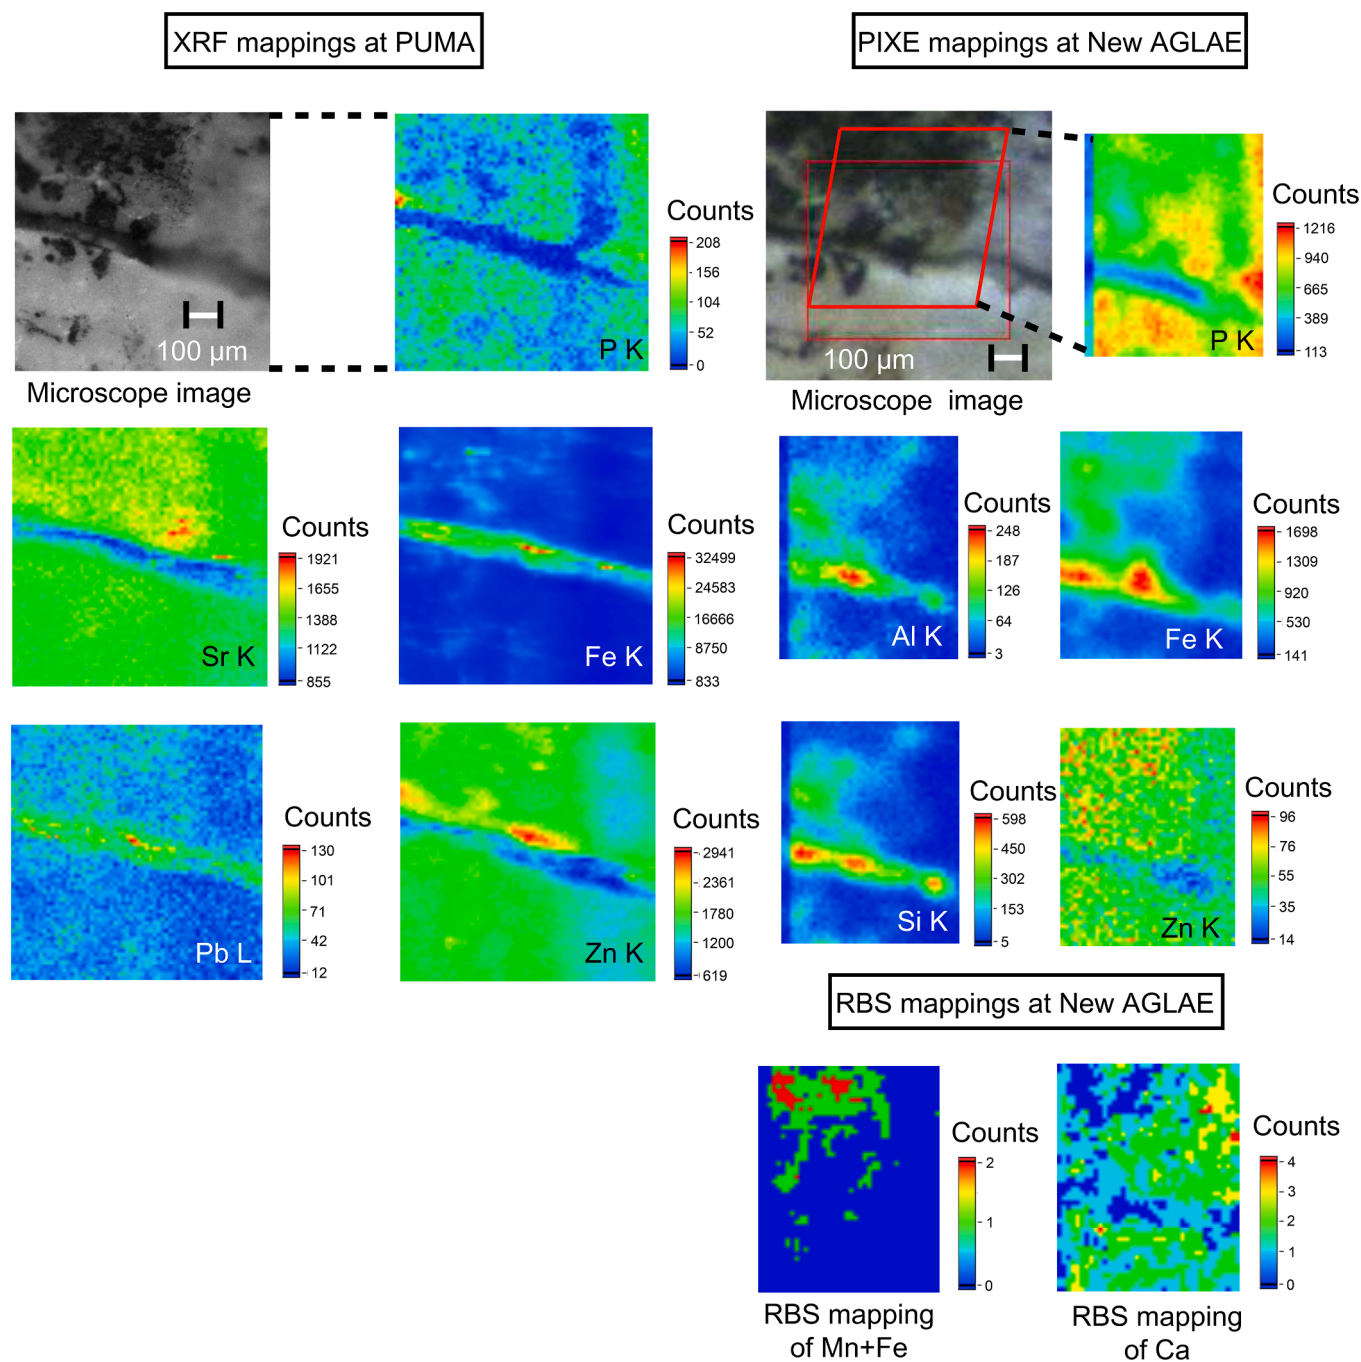 XRF mappings at PUMA
PIXE mappings at New AGLAE
100 µm
Microscope image
P K
Counts
208
156
104
52
0
100 µm
Microscope image
P K
Counts
1216
940
665
389
113
Sr K
Counts
1921
1655
1388
1122
855
Fe K
Counts
32499
24583
16666
8750
833
Al K
Counts
248
187
126
64
3
Fe K
Counts
1698
1309
920
530
141
Pb L
Counts
130
101
71
42
12
Zn K
Counts
2941
2361
1780
1200
619
Si K
Counts
598
450
302
153
5
Zn K
Counts
96
76
55
35
14
RBS mappings at New AGLAE
Counts
2
1
0
RBS mapping
of Mn+Fe
Counts
4
3
2
1
0
RBS mapping
of Ca